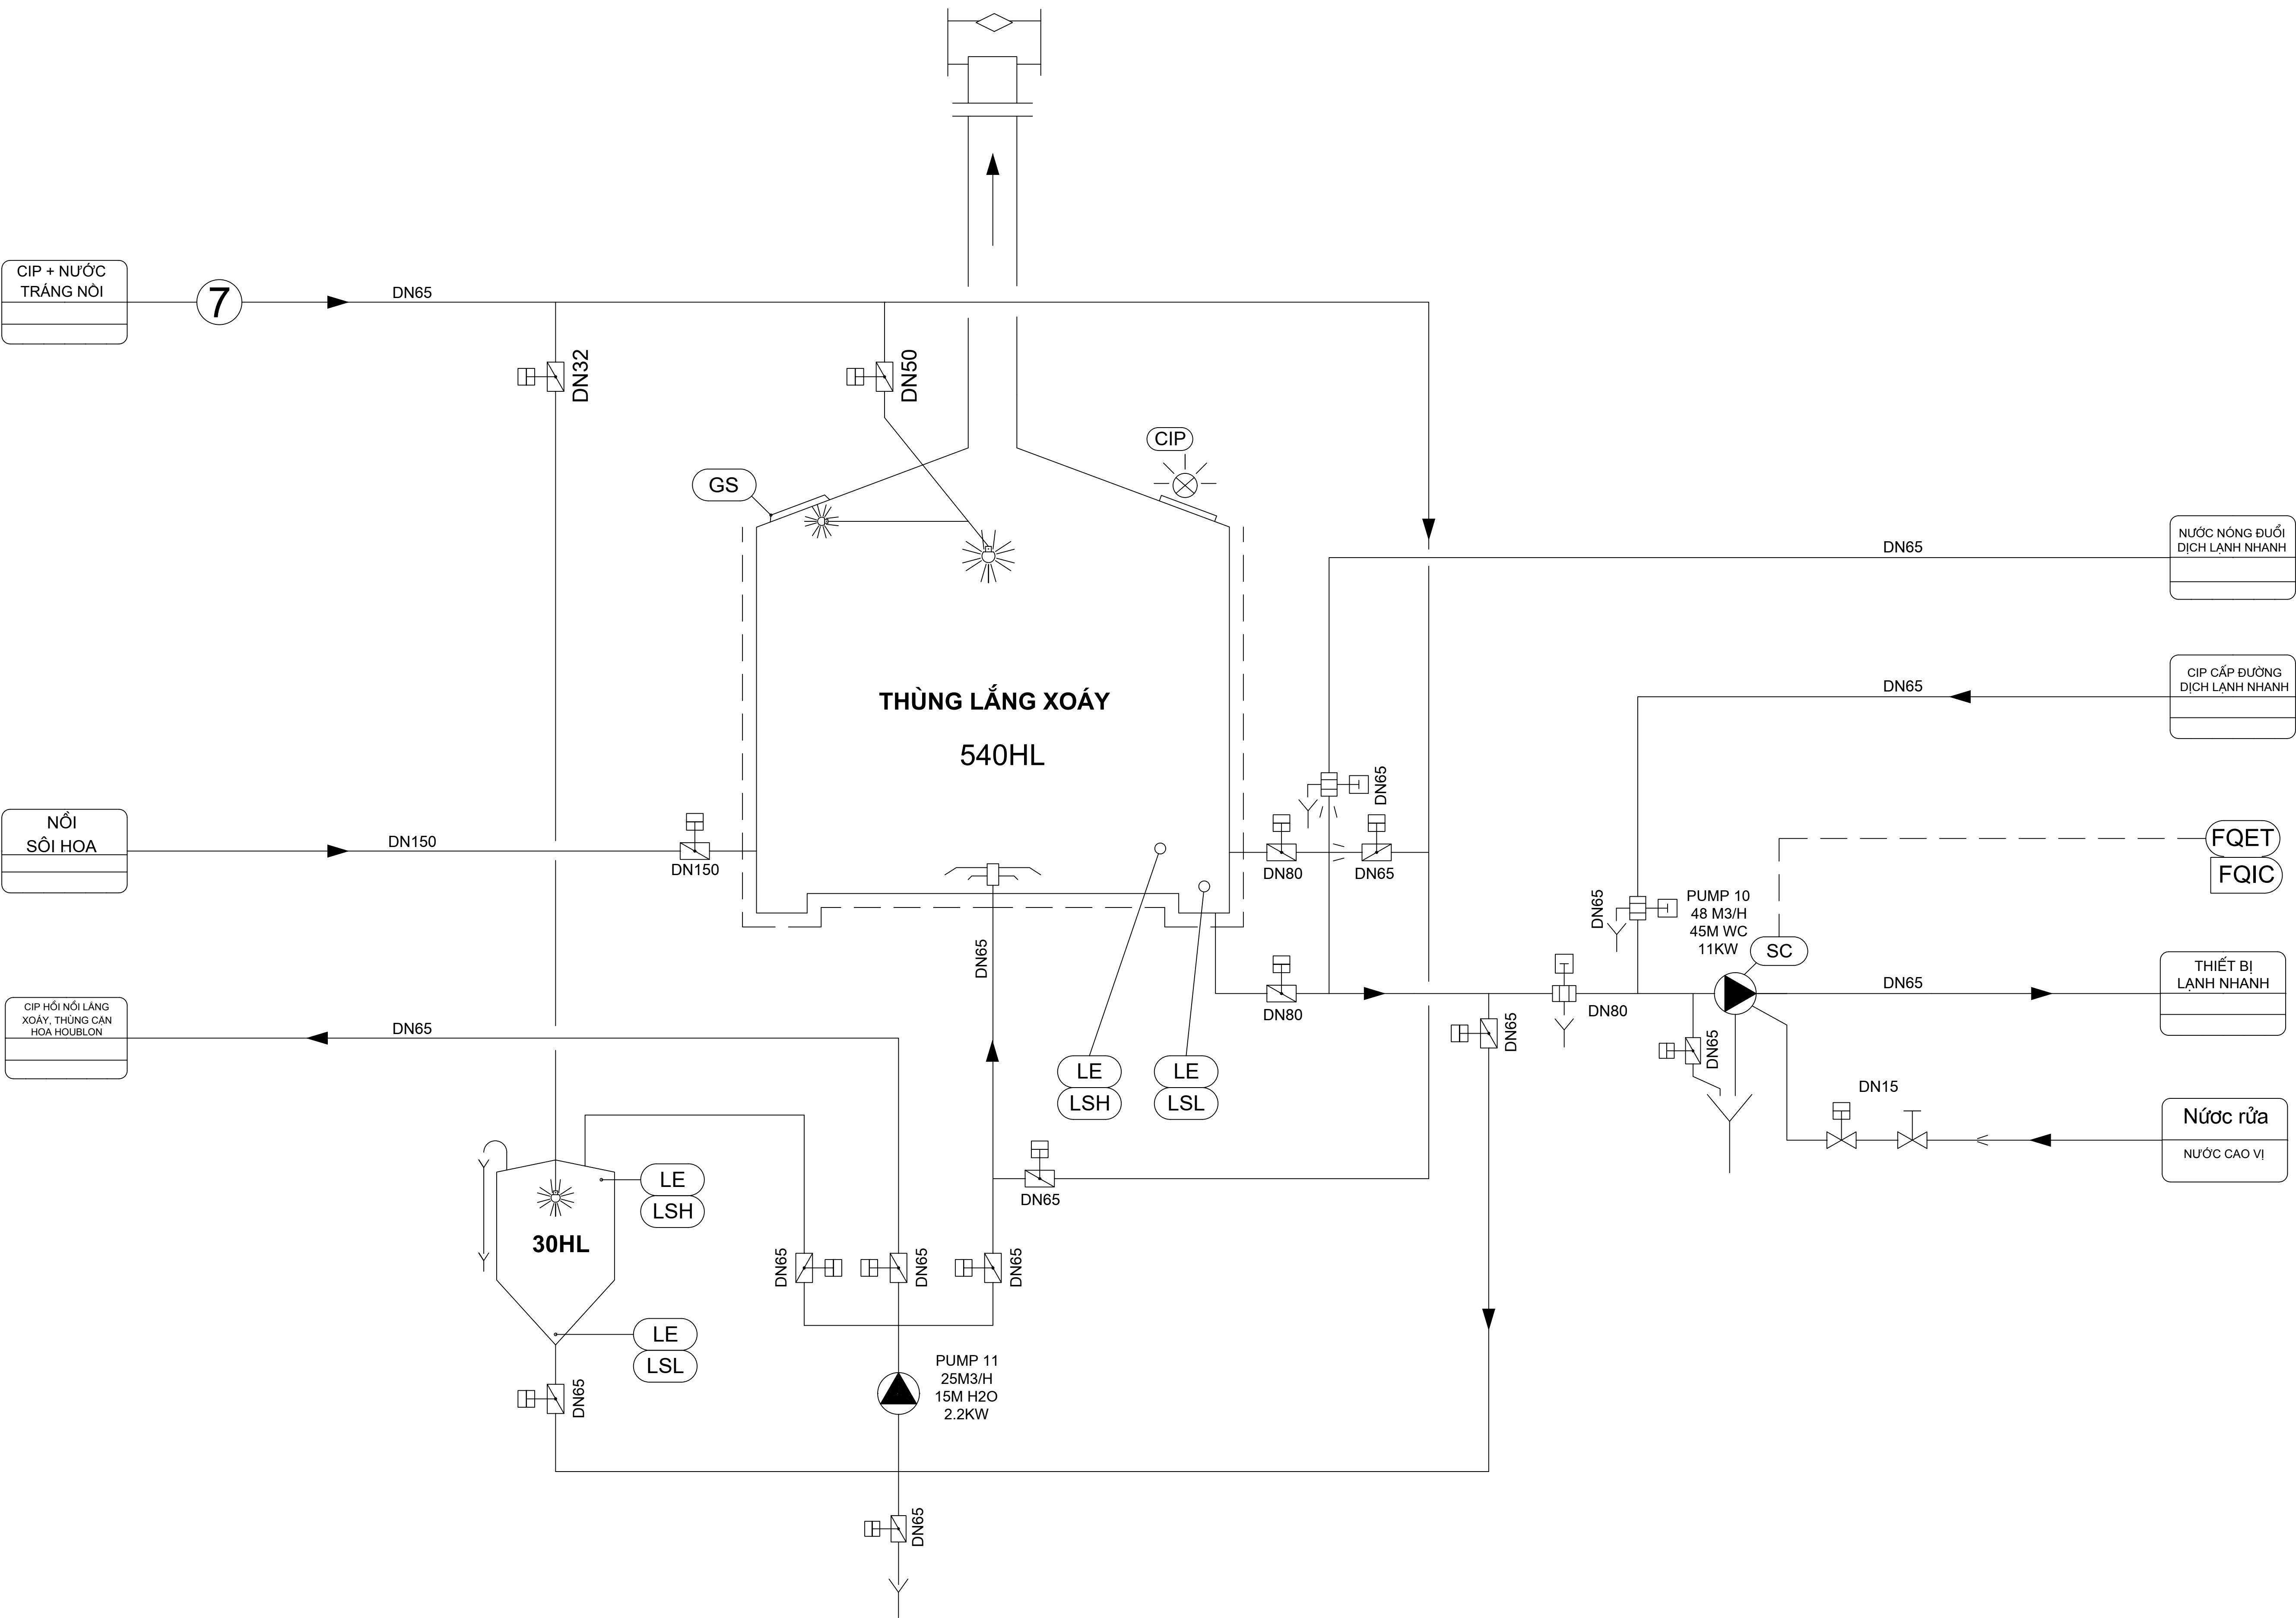 CIP + NƯỚC
TRÁNG NỒI
7
DN65
DN32
DN50
CIP
GS
NƯỚC NÓNG ĐUỔI
DỊCH LẠNH NHANH
DN65
CIP CẤP ĐƯỜNG
DỊCH LẠNH NHANH
DN65
THÙNG LẮNG XOÁY
540HL
NỒI
SÔI HOA
DN150
DN150
DN65
DN80
DN65
FQET
FQIC
DN65
PUMP 10
48 M3/H
45M WC
11KW
SC
THIẾT BỊ
LẠNH NHANH
DN65
DN65
DN80
DN80
DN65
DN65
CIP HỒI NỒI LẮNG
XOÁY, THÙNG CẶN
HOA HOUBLON
DN65
LE
LSH
LE
LSL
DN15
Nứơc rửa
NƯỚC CAO VỊ
LE
LSH
DN65
30HL
DN65
DN65
DN65
LE
LSL
DN65
PUMP 11
25M3/H
15M H2O
2.2KW
DN65